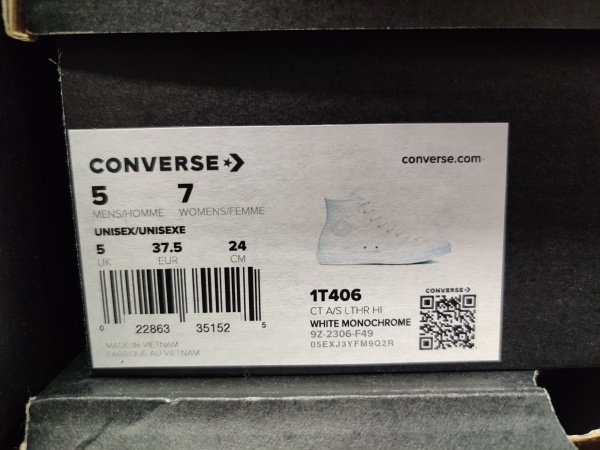 CONVERSE
converse.com
5 7
MENS/HOMME WOMENS/FEMME
UNISEX/UNISEXE
5 37.5 24
UK EUR CM
0 22863 35152 5
MADE IN VIETNAM
FABRIQUE AU VIETNAM
1T406
CT A/S LTHR HI
WHITE MONOCHROME
9Z-2306-F49
05EXJ3YFM9Q2R
CONVERSE